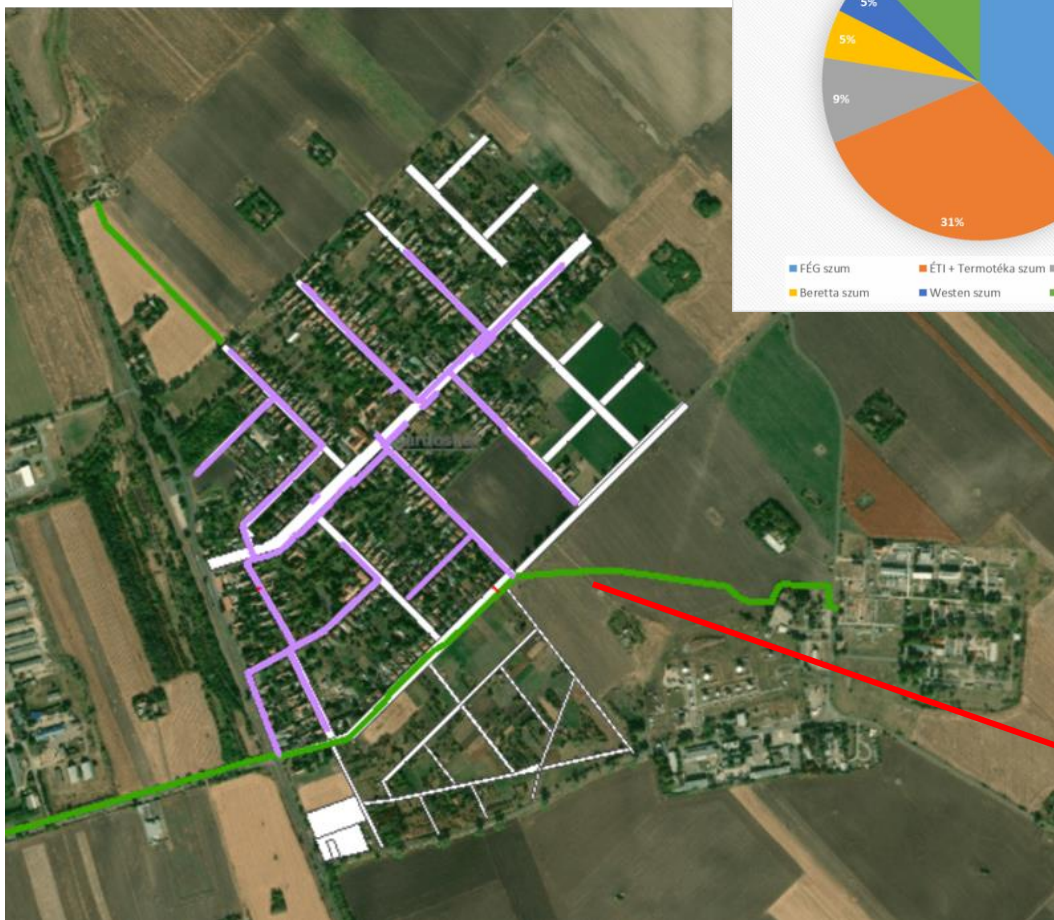 5%
5%
9%
31%
FÉG szum
ÉTI + Termotéka szum
Beretta szum
Westen szum